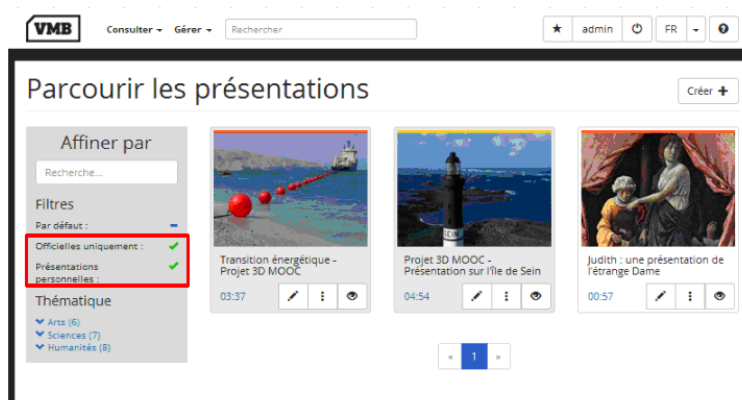 VMB Consulter Gérer Rechercher admin FR
Parcourir les présentations Créer
Affiner par
Recherche...
Filtres
Par défaut :
Officielles uniquement :
Présentations
personnelles :
Thématique
Arts (6)
Sciences (7)
Humanités (8)
SEIN
Transition énergétique -
Projet 3D MOOC
03:37
Projet 3D MOOC -
Présentation sur l'île de Sein
04:54
Judith : une présentation de
l'étrange Dame
00:57
« 1 »